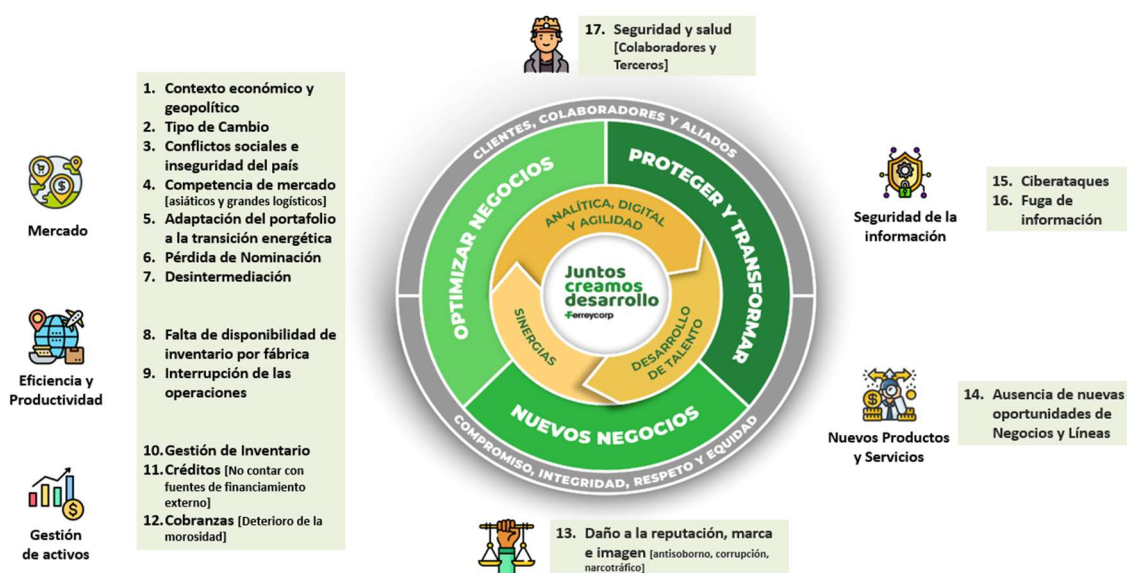 17. Seguridad y salud
[Colaboradores y
Terceros]
Mercado
1. Contexto económico y
geopolítico
2. Tipo de Cambio
3. Conflictos sociales e
inseguridad del país
4. Competencia de mercado
[asiáticos y grandes logísticos]
5. Adaptación del portafolio
a la transición energética
6. Pérdida de Nominación
7. Desintermediación
Eficiencia y
Productividad
8. Falta de disponibilidad de
inventario por fábrica
9. Interrupción de las
operaciones
Gestión
de activos
10. Gestión de Inventario
11. Créditos [No contar con
fuentes de financiamiento
externo]
12. Cobranzas [Deterioro de la
morosidad]
CLIENTES, COLABORADORES Y ALIADOS
OPTIMIZAR NEGOCIOS
PROTEGER Y TRANSFORMAR
NUEVOS NEGOCIOS
ANALÍTICA, DIGITAL
Y AGILIDAD
SINERGIAS
DESARROLLO
DE TALENTO
Juntos
creamos
desarrollo
Ferreycorp
COMPROMISO, INTEGRIDAD, RESPETO Y EQUIDAD
Seguridad de la
información
15. Ciberataques
16. Fuga de
información
Nuevos Productos
y Servicios
14. Ausencia de nuevas
oportunidades de
Negocios y Líneas
13. Daño a la reputación, marca
e imagen [antisoborno, corrupción,
narcotráfico]